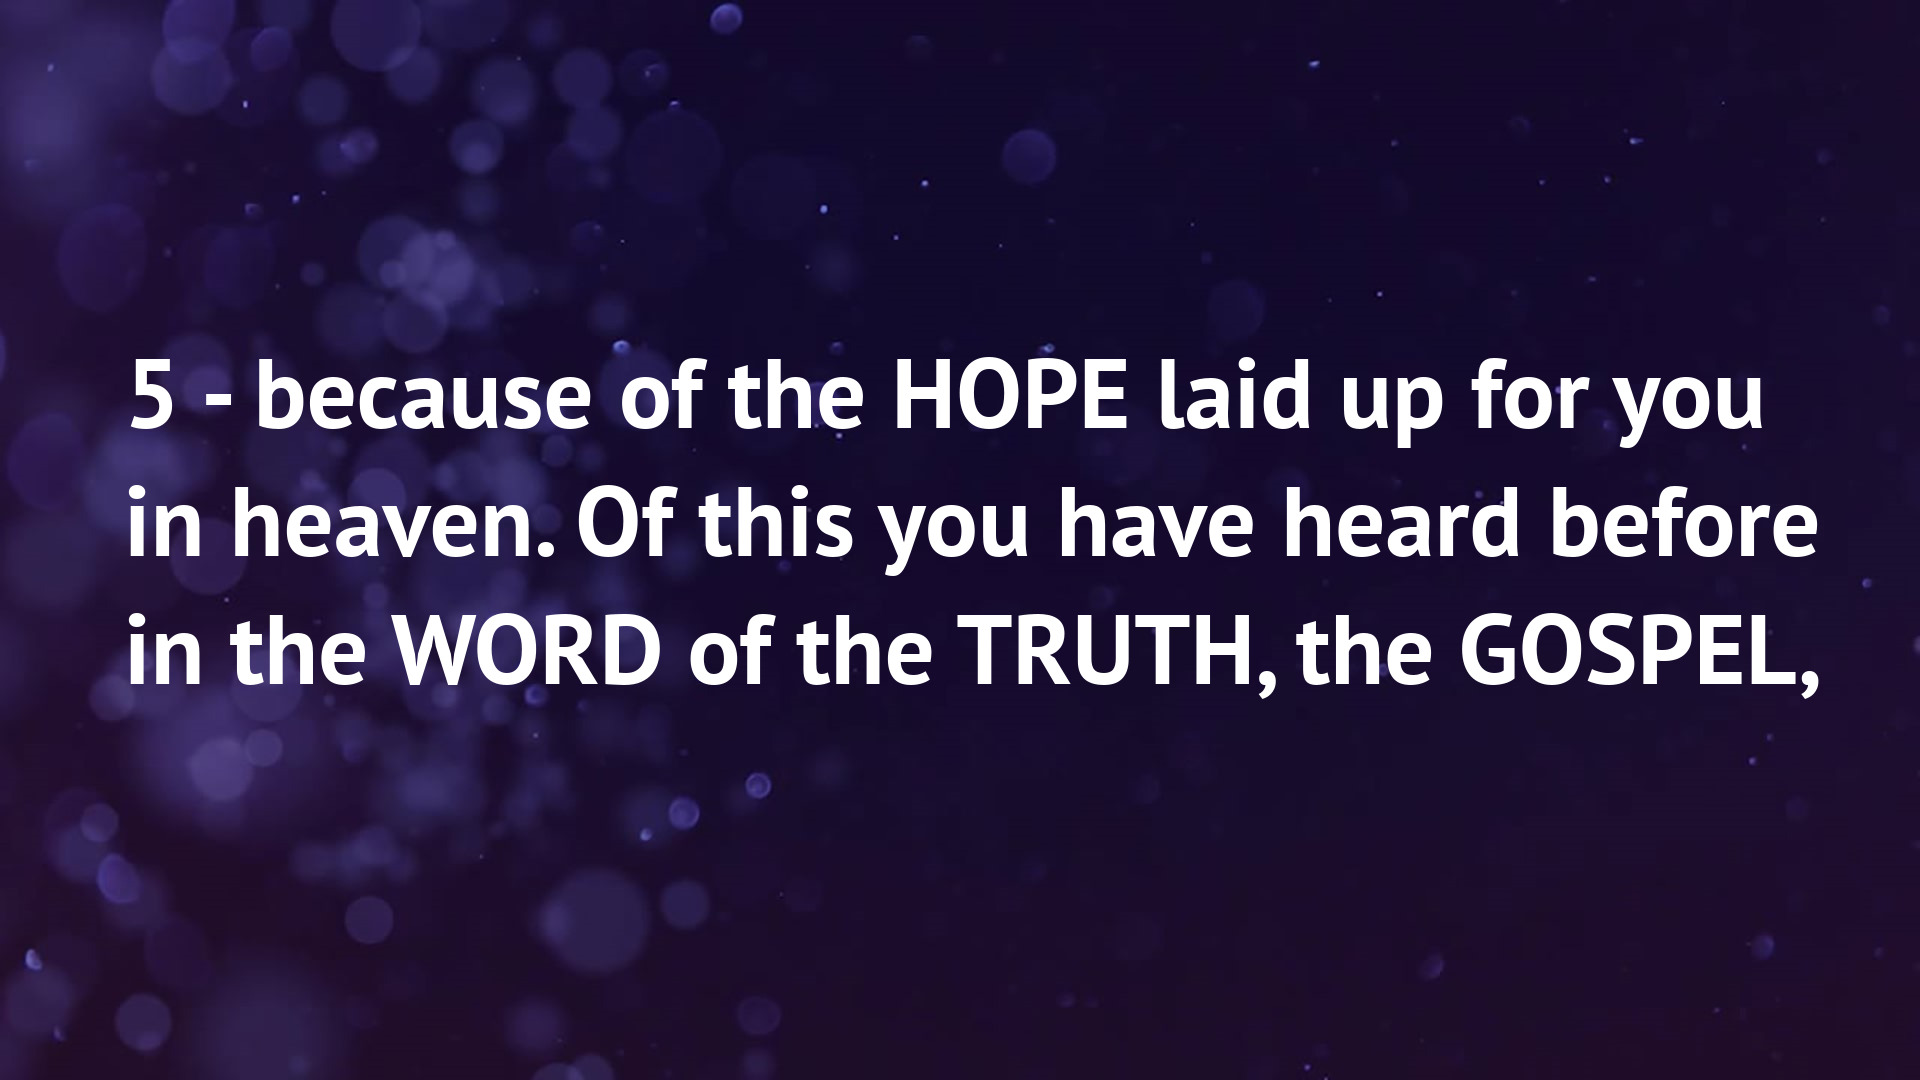 5 - because of the HOPE laid up for you
in heaven. Of this you have heard before
in the WORD of the TRUTH, the GOSPEL,